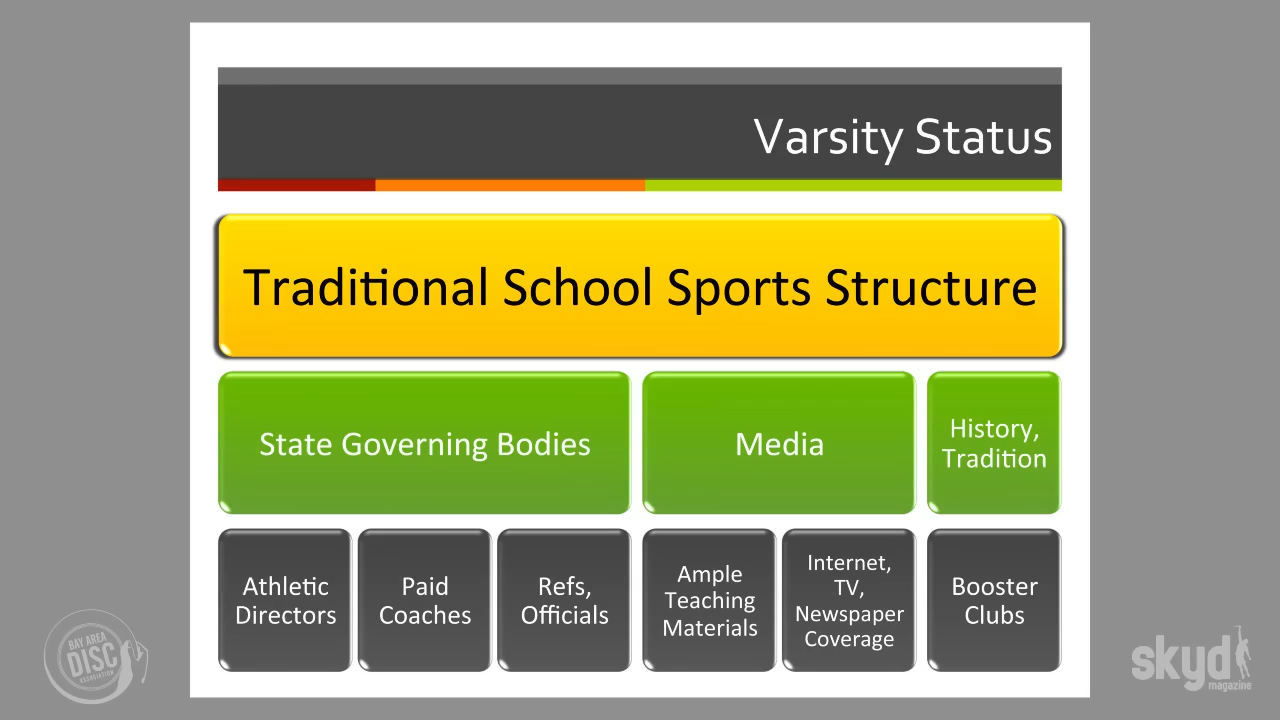 Varsity Status
Traditional School Sports Structure
State Governing Bodies
Media
History,
Tradition
Athletic
Directors
Paid
Coaches
Refs,
Officials
Ample
Teaching
Materials
Internet,
TV,
Newspaper
Coverage
Booster
Clubs
BAY AREA
DISC
ASSOCIATION
skyd
magazine